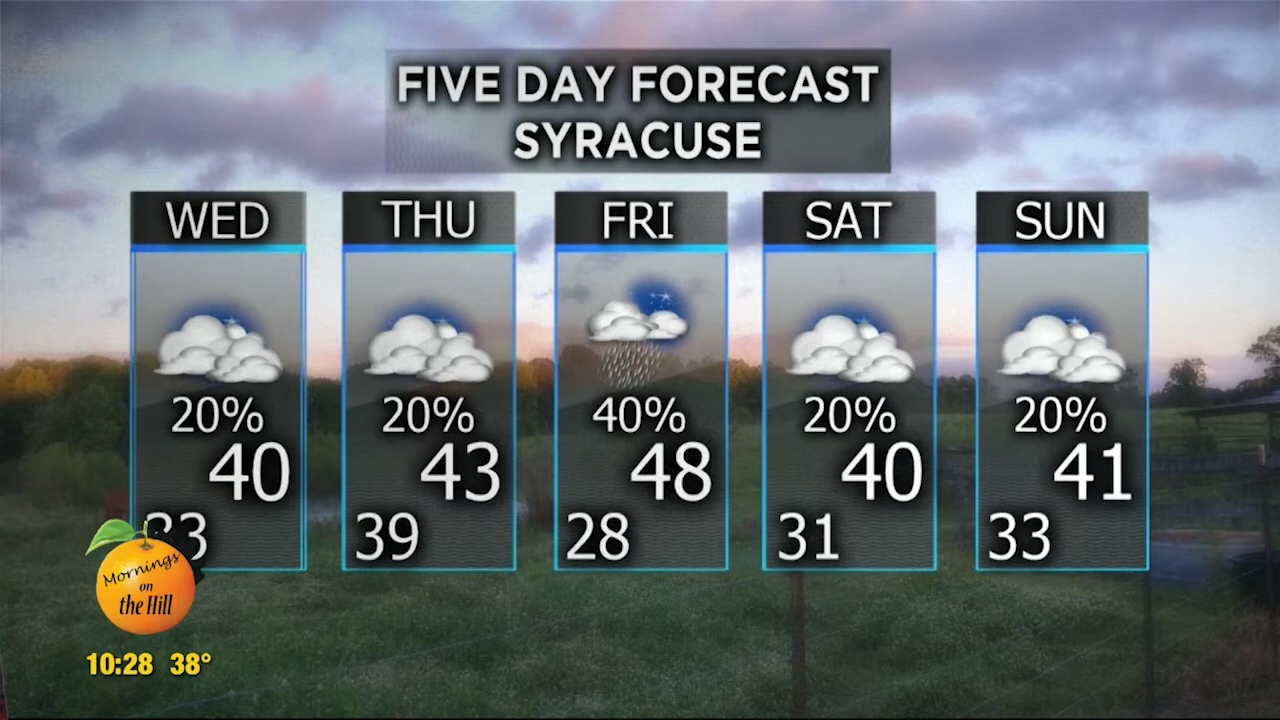 FIVE DAY FORECAST
SYRACUSE
WED
20%
40
THU
20%
43
39
FRI
40%
48
28
SAT
20%
40
31
SUN
20%
41
33
Mornings
on
the Hill
10:28 38°